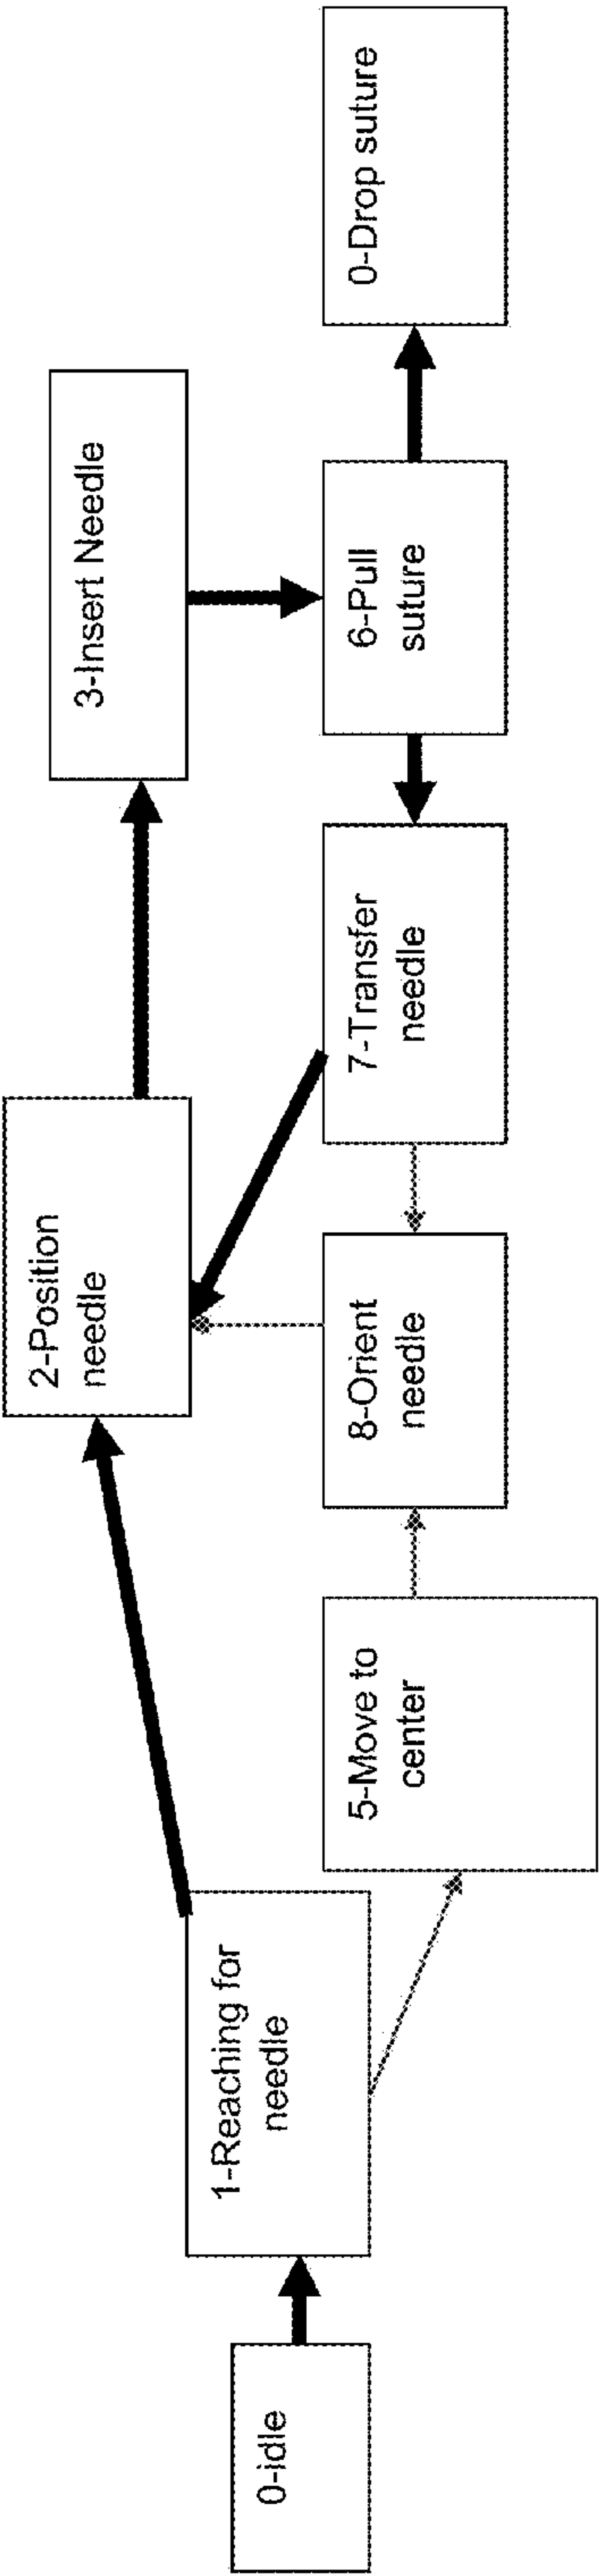 0-idle
1-Reaching for
needle
2-Position
needle
3-Insert Needle
5-Move to
center
8-Orient
needle
7-Transfer
needle
6-Pull
suture
0-Drop suture